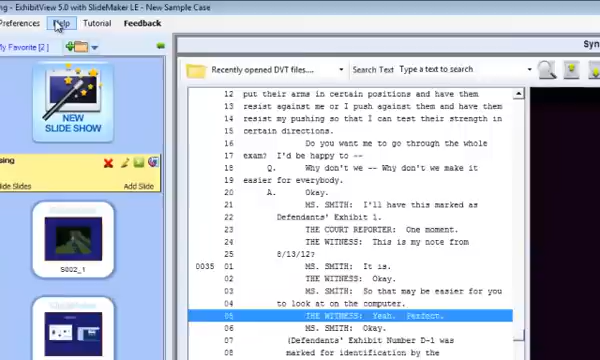 ng - ExhibitView 5.0 with SlideMaker LE - New Sample Case
Preferences Help Tutorial Feedback
My Favorite [2]
Syn
Recently opened DVT files.... Search Text Type a text to search
NEW
SLIDE SHOW
sing
lide Slides Add Slide
S002_1
12 put their arms in certain positions and have them
13 resist against me or I push against them and have them
14 resist my pushing so that I can test their strength in
15 certain directions.
16 Do you want me to go through the whole
17 exam? I'd be happy to --
18 Q. Why don't we -- Why don't we make it
19 easier for everybody.
20 A. Okay.
21 MS. SMITH: I'll have this marked as
22 Defendants' Exhibit 1.
23 THE COURT REPORTER: One moment.
24 THE WITNESS: This is my note from
25 8/13/12?
0035 01 MS. SMITH: It is.
02 THE WITNESS: Okay.
03 MS. SMITH: So that may be easier for you
04 to look at on the computer.
05 THE WITNESS: Yeah. Perfect.
06 MS. SMITH: Okay.
07 (Defendants' Exhibit Number D-1 was
08 marked for identification by the